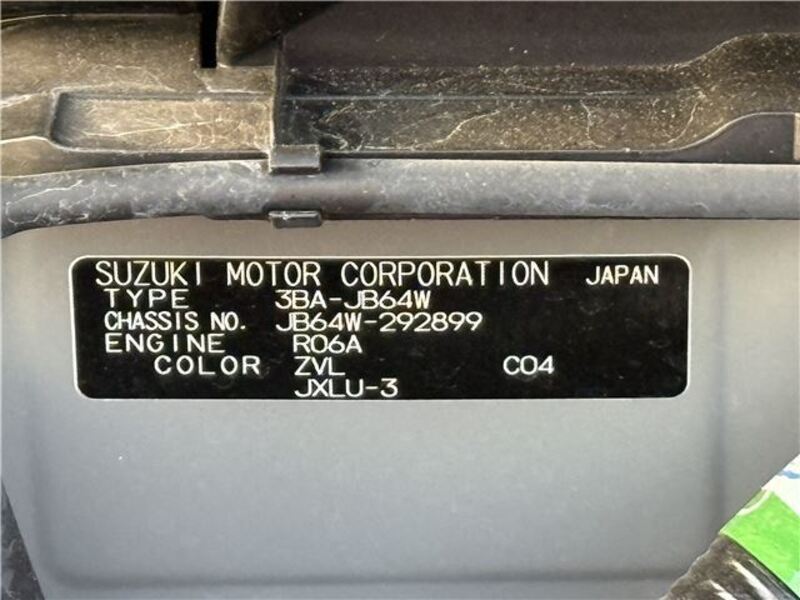 SUZUKI MOTOR CORPORATION JAPAN
TYPE 3BA-JB64W
CHASSIS NO. JB64W-292899
ENGINE R06A
COLOR ZVL C04
JXLU-3